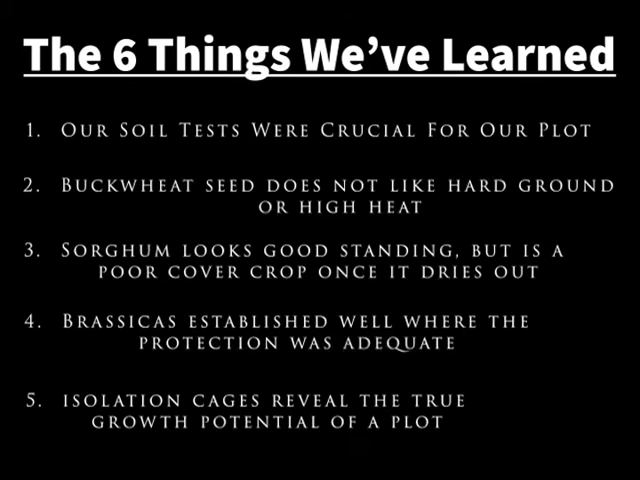 The 6 Things We’ve Learned
1. Our Soil Tests Were Crucial For Our Plot
2. Buckwheat seed does not like hard ground
or high heat
3. Sorghum looks good standing, but is a
poor cover crop once it dries out
4. Brassicas established well where the
protection was adequate
5. isolation cages reveal the true
growth potential of a plot